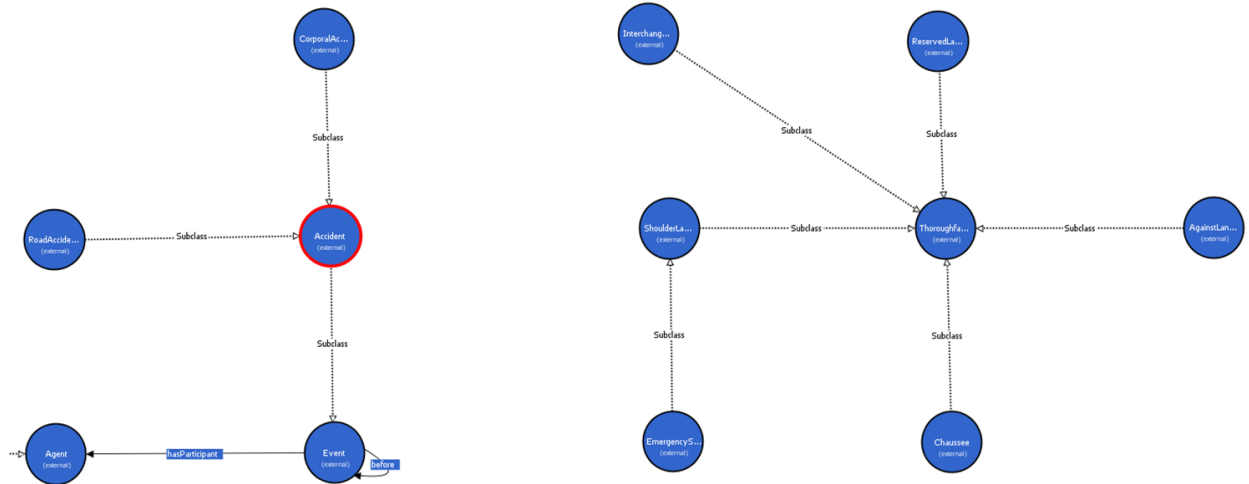 CorporalAc...
(external)
Interchang...
(external)
ReservedLa...
(external)
Subclass
Subclass
Subclass
RoadAccide...
(external)
Subclass
Accident
(external)
ShoulderLa...
(external)
Subclass
Thoroughfa...
(external)
Subclass
AgainstLan...
(external)
Subclass
Subclass
Subclass
Agent
(external)
hasParticipant
Event
(external)
before
EmergencyS...
(external)
Chaussee
(external)